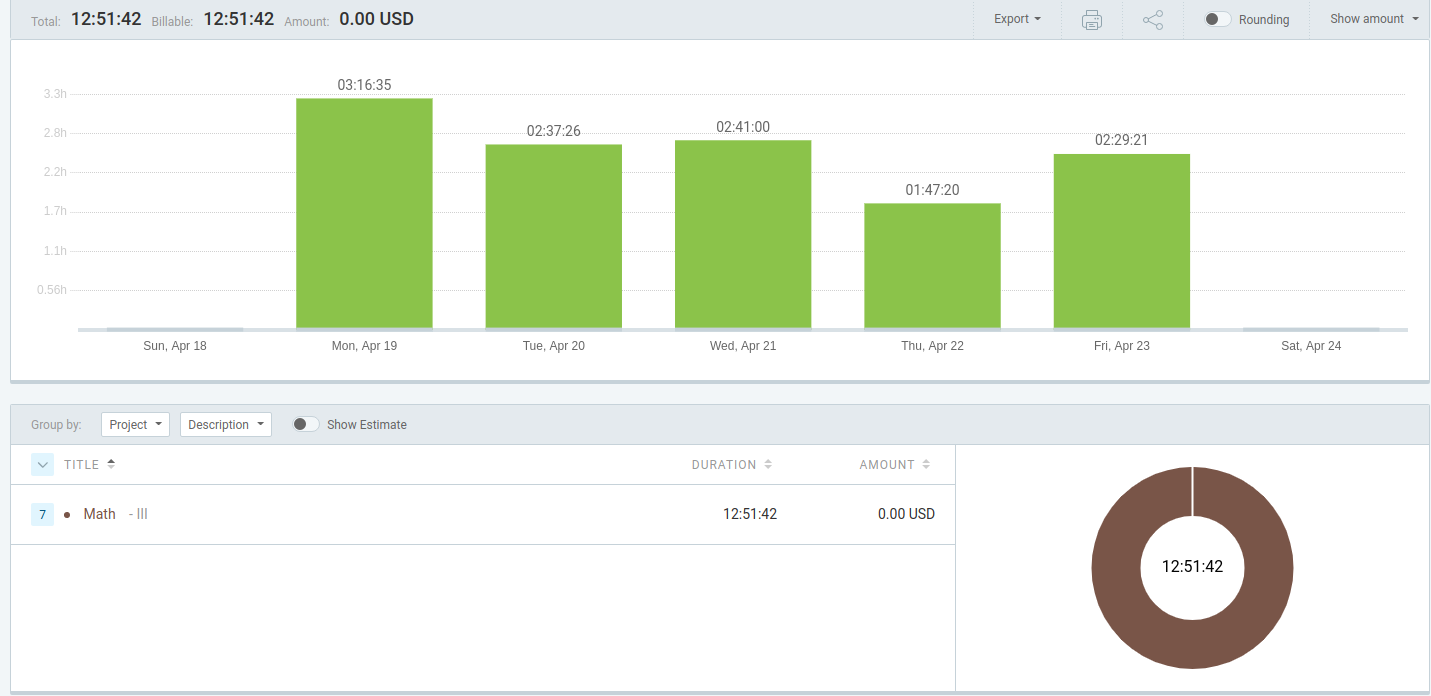 Total: 12:51:42 Billable: 12:51:42 Amount: 0.00 USD Export Rounding Show amount
03:16:35
3.3h
02:37:26 02:41:00
2.8h 02:29:21
2.2h
01:47:20
1.7h
1.1h
0.56h
Sun, Apr 18 Mon, Apr 19 Tue, Apr 20 Wed, Apr 21 Thu, Apr 22 Fri, Apr 23 Sat, Apr 24
Group by: Project Description Show Estimate
TITLE DURATION AMOUNT
7 • Math - III 12:51:42 0.00 USD
12:51:42